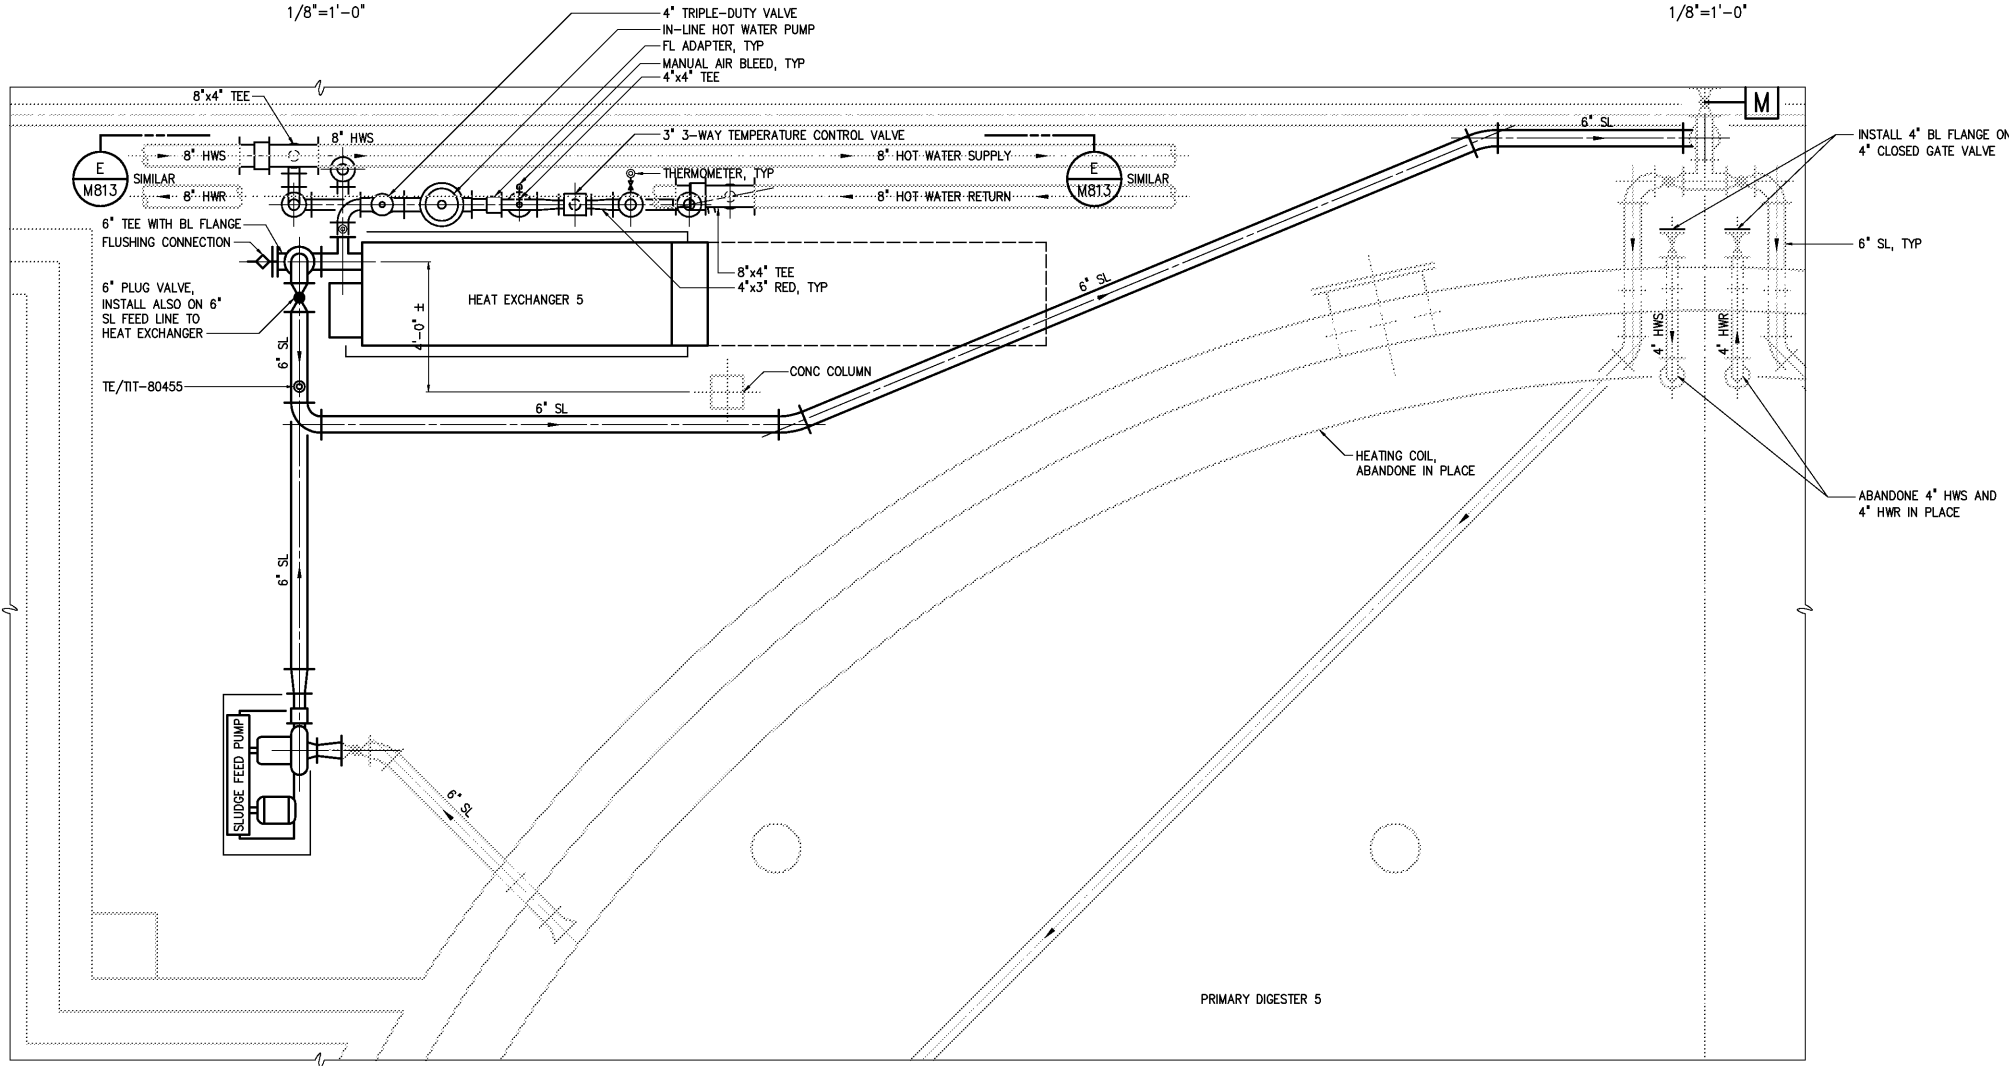 1/8"=1'-0"
1/8"=1'-0"
4" TRIPLE-DUTY VALVE
IN-LINE HOT WATER PUMP
FL ADAPTER, TYP
MANUAL AIR BLEED, TYP
4"x4" TEE
8"x4" TEE
M
6" SL
8" HWS
3" 3-WAY TEMPERATURE CONTROL VALVE
INSTALL 4" BL FLANGE ON
4" CLOSED GATE VALVE
8" HWS
8" HOT WATER SUPPLY
E
M813
SIMILAR
THERMOMETER, TYP
E
M813
SIMILAR
8" HWR
8" HOT WATER RETURN
6" TEE WITH BL FLANGE
FLUSHING CONNECTION
6" SL, TYP
8"x4" TEE
4"x3" RED, TYP
6" PLUG VALVE,
INSTALL ALSO ON 6"
SL FEED LINE TO
HEAT EXCHANGER
HEAT EXCHANGER 5
4'-0" ±
6" SL
4" HWS
4" HWR
6" SL
TE/TIT-80455
CONC COLUMN
6" SL
HEATING COIL,
ABANDONE IN PLACE
ABANDONE 4" HWS AND
4" HWR IN PLACE
6" SL
SLUDGE FEED PUMP
6" SL
PRIMARY DIGESTER 5